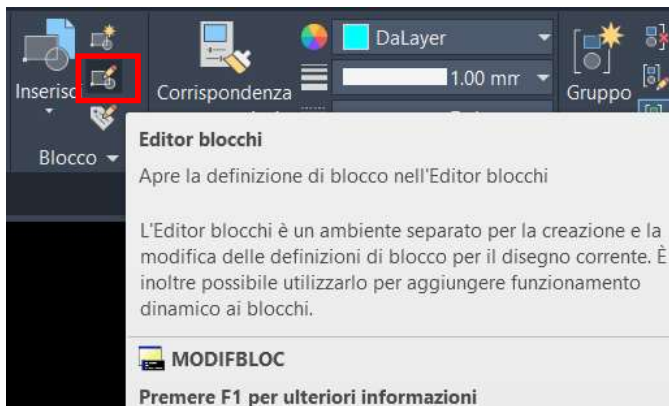 DaLayer
1.00 mm
Inserisci
Corrispondenza
Gruppo
Blocco
Editor blocchi
Apre la definizione di blocco nell'Editor blocchi
L'Editor blocchi è un ambiente separato per la creazione e la
modifica delle definizioni di blocco per il disegno corrente. È
inoltre possibile utilizzarlo per aggiungere funzionamento
dinamico ai blocchi.
MODIFBLOC
Premere F1 per ulteriori informazioni